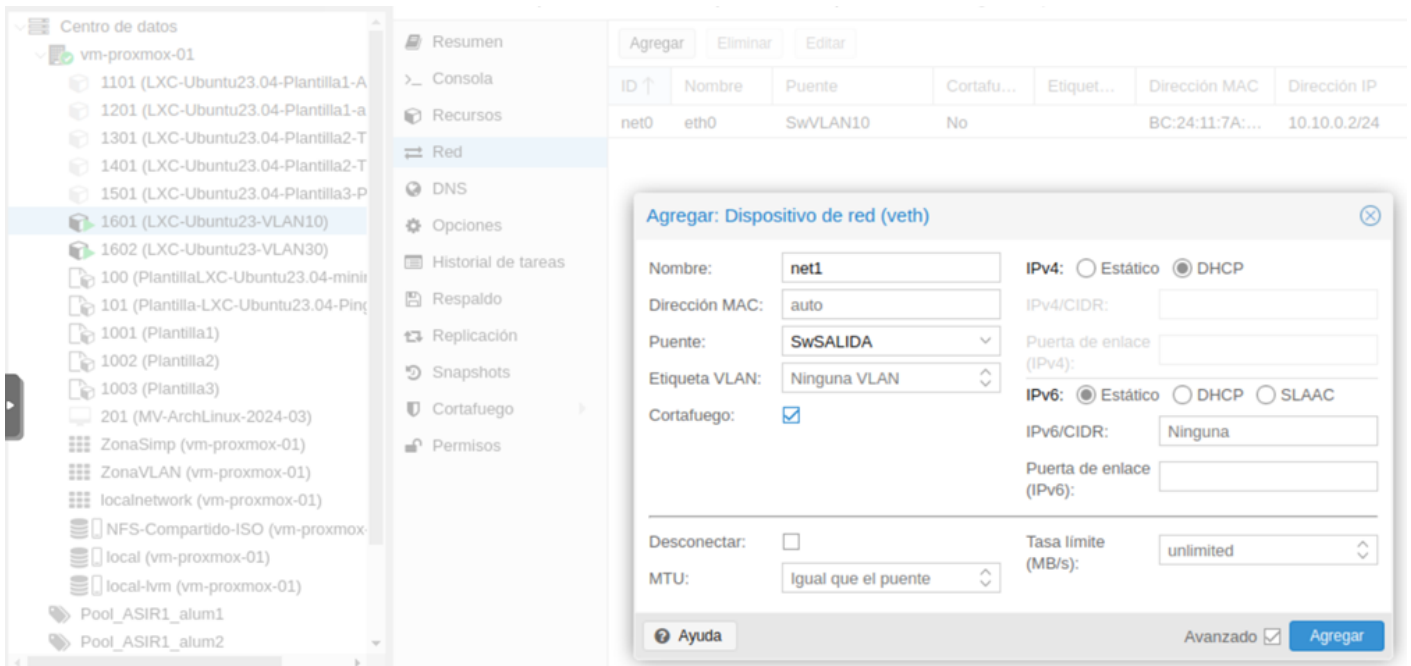 Centro de datos
vm-proxmox-01
1101 (LXC-Ubuntu23.04-Plantilla1-A
1201 (LXC-Ubuntu23.04-Plantilla1-a
1301 (LXC-Ubuntu23.04-Plantilla2-T
1401 (LXC-Ubuntu23.04-Plantilla2-T
1501 (LXC-Ubuntu23.04-Plantilla3-P
1601 (LXC-Ubuntu23-VLAN10)
1602 (LXC-Ubuntu23-VLAN30)
100 (PlantillaLXC-Ubuntu23.04-minir
101 (Plantilla-LXC-Ubuntu23.04-Ping
1001 (Plantilla1)
1002 (Plantilla2)
1003 (Plantilla3)
201 (MV-ArchLinux-2024-03)
ZonaSimp (vm-proxmox-01)
ZonaVLAN (vm-proxmox-01)
localnetwork (vm-proxmox-01)
NFS-Compartido-ISO (vm-proxmox-
local (vm-proxmox-01)
local-lvm (vm-proxmox-01)
Pool_ASIR1_alum1
Pool_ASIR1_alum2
Resumen
Consola
Recursos
Red
DNS
Opciones
Historial de tareas
Respaldo
Replicación
Snapshots
Cortafuego
Permisos
Agregar Eliminar Editar
ID Nombre Puente Cortafu... Etiquet... Dirección MAC Dirección IP
net0 eth0 SwVLAN10 No BC:24:11:7A:... 10.10.0.2/24
Agregar: Dispositivo de red (veth)
Nombre: net1
Dirección MAC: auto
Puente: SwSALIDA
Etiqueta VLAN: Ninguna VLAN
Cortafuego:
IPv4: Estático DHCP
IPv4/CIDR:
Puerta de enlace
(IPv4):
IPv6: Estático DHCP SLAAC
IPv6/CIDR: Ninguna
Puerta de enlace
(IPv6):
Desconectar:
MTU: Igual que el puente
Tasa límite
(MB/s): unlimited
Ayuda
Avanzado Agregar